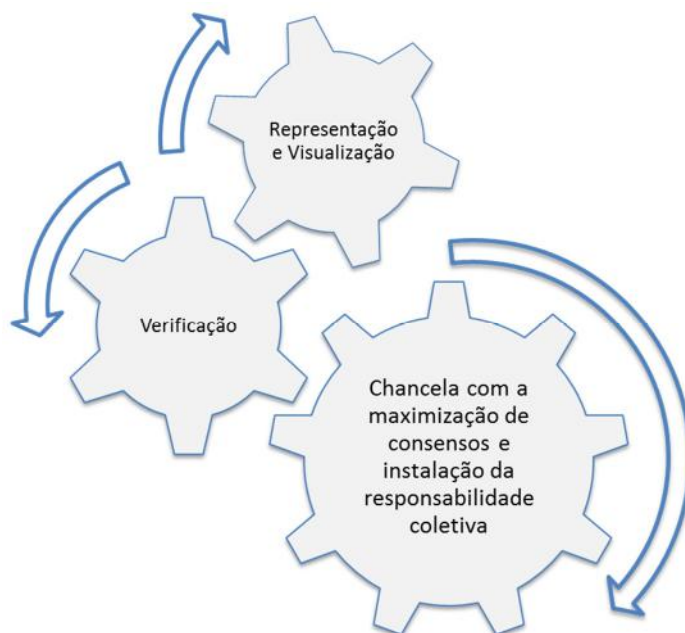 Representação
e Visualização
Verificação
Chancela com a
maximização de
consensos e
instalação da
responsabilidade
coletiva